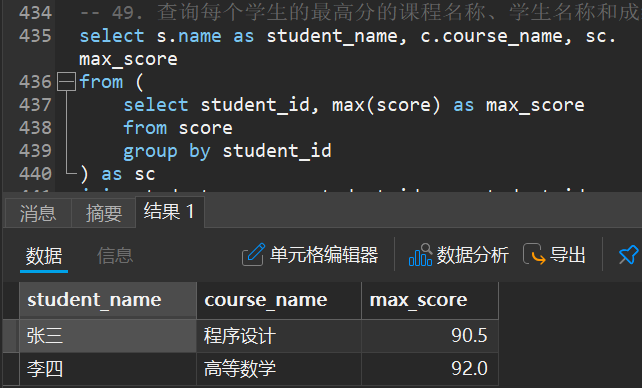 434 -- 49. 查询每个学生的最高分的课程名称、学生名称和成
435 select s.name as student_name, c.course_name, sc.
max_score
436 from (
437 select student_id, max(score) as max_score
438 from score
439 group by student_id
440 ) as sc
消息 摘要 结果 1
数据 信息 单元格编辑器 数据分析 导出
student_name course_name max_score
张三 程序设计 90.5
李四 高等数学 92.0